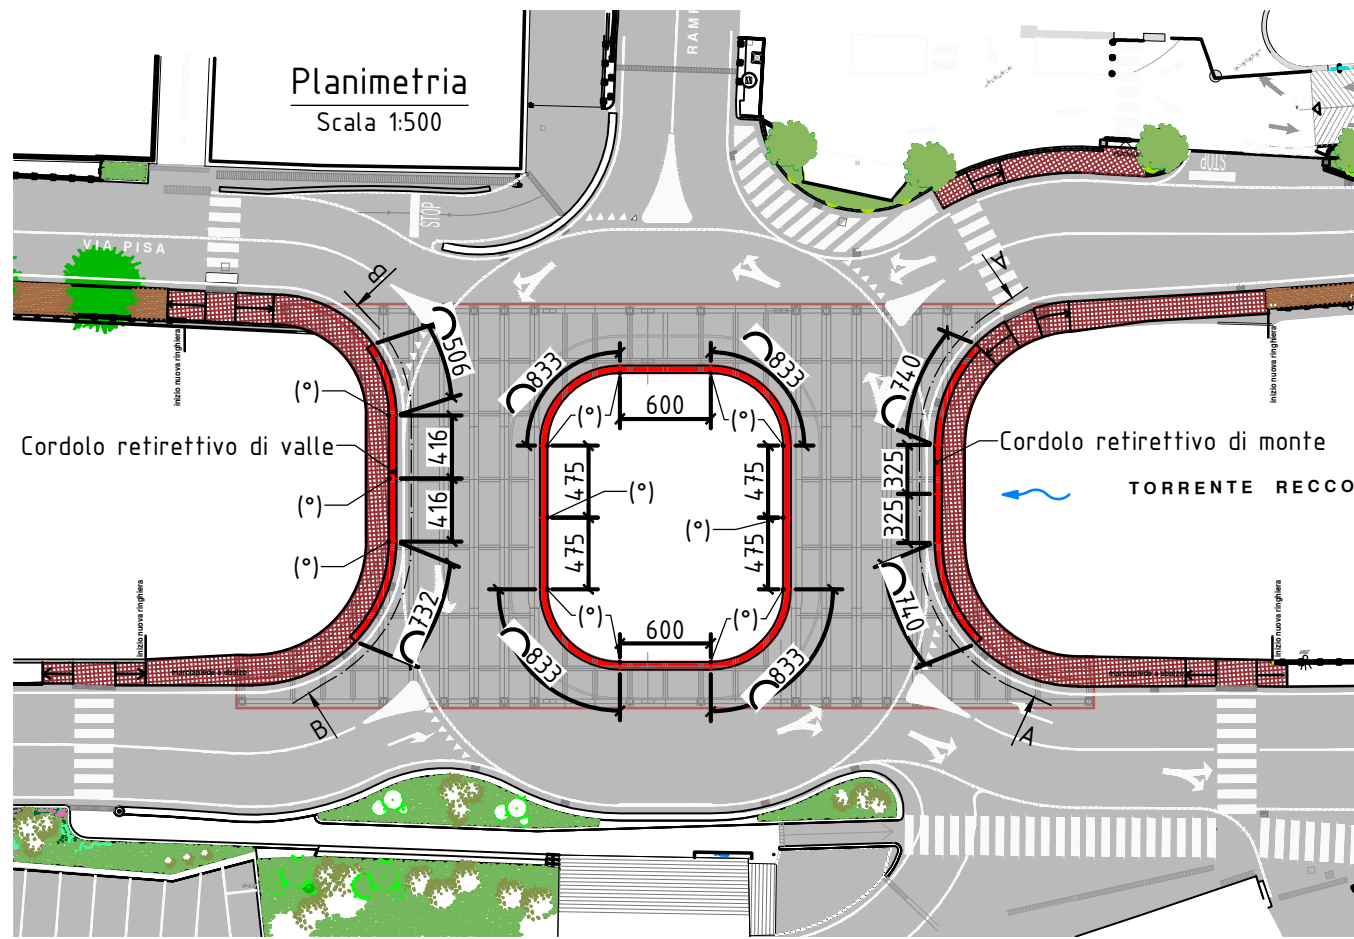 Planimetria
Scala 1:500
RAMP
STOP
STOP
VIA PISA
B
A
506
833
833
740
600
inizio nuova ringhiera
inizio nuova ringhiera
(°)
(°)
(°)
(°)
Cordolo retirettivo di valle
416
475
475
325
Cordolo retirettivo di monte
TORRENTE RECCO
(°)
(°)
(°)
416
475
475
325
(°)
(°)
(°)
inizio nuova ringhiera
inizio nuova ringhiera
732
833
600
833
740
B
A